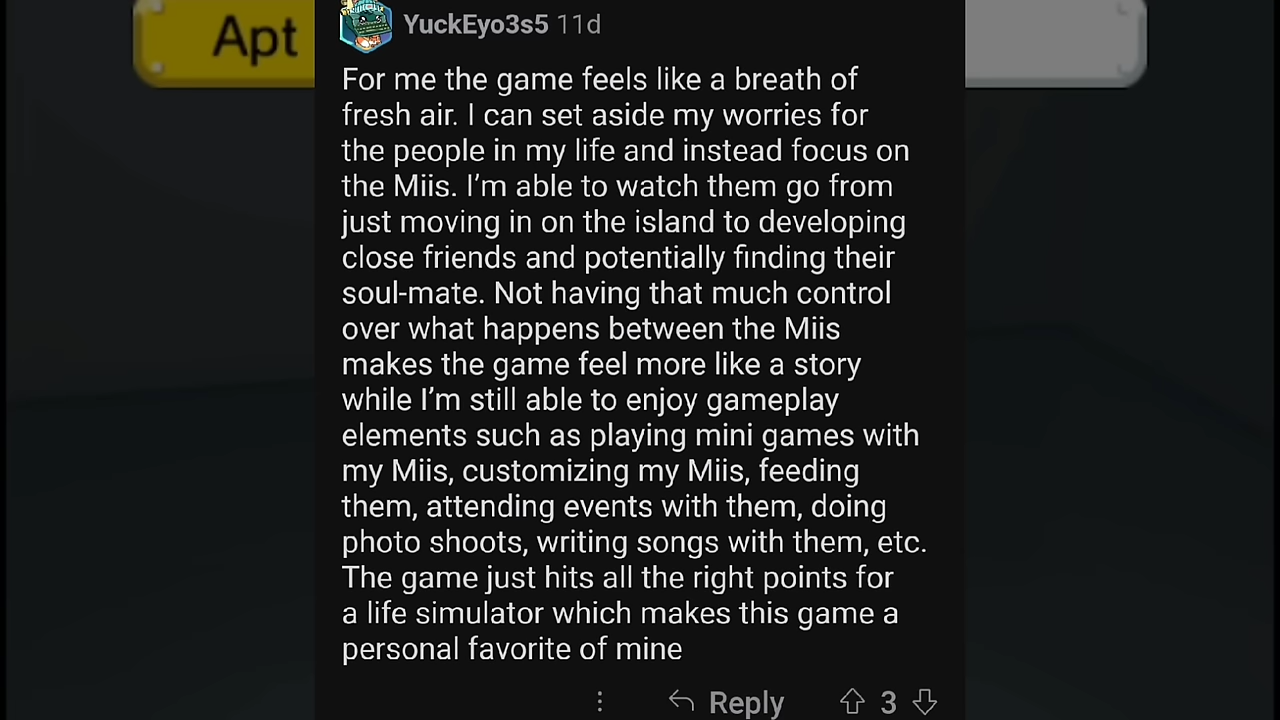 Apt
YuckEyo3s5 11d
For me the game feels like a breath of
fresh air. I can set aside my worries for
the people in my life and instead focus on
the Miis. I'm able to watch them go from
just moving in on the island to developing
close friends and potentially finding their
soul-mate. Not having that much control
over what happens between the Miis
makes the game feel more like a story
while I'm still able to enjoy gameplay
elements such as playing mini games with
my Miis, customizing my Miis, feeding
them, attending events with them, doing
photo shoots, writing songs with them, etc.
The game just hits all the right points for
a life simulator which makes this game a
personal favorite of mine
Reply 3